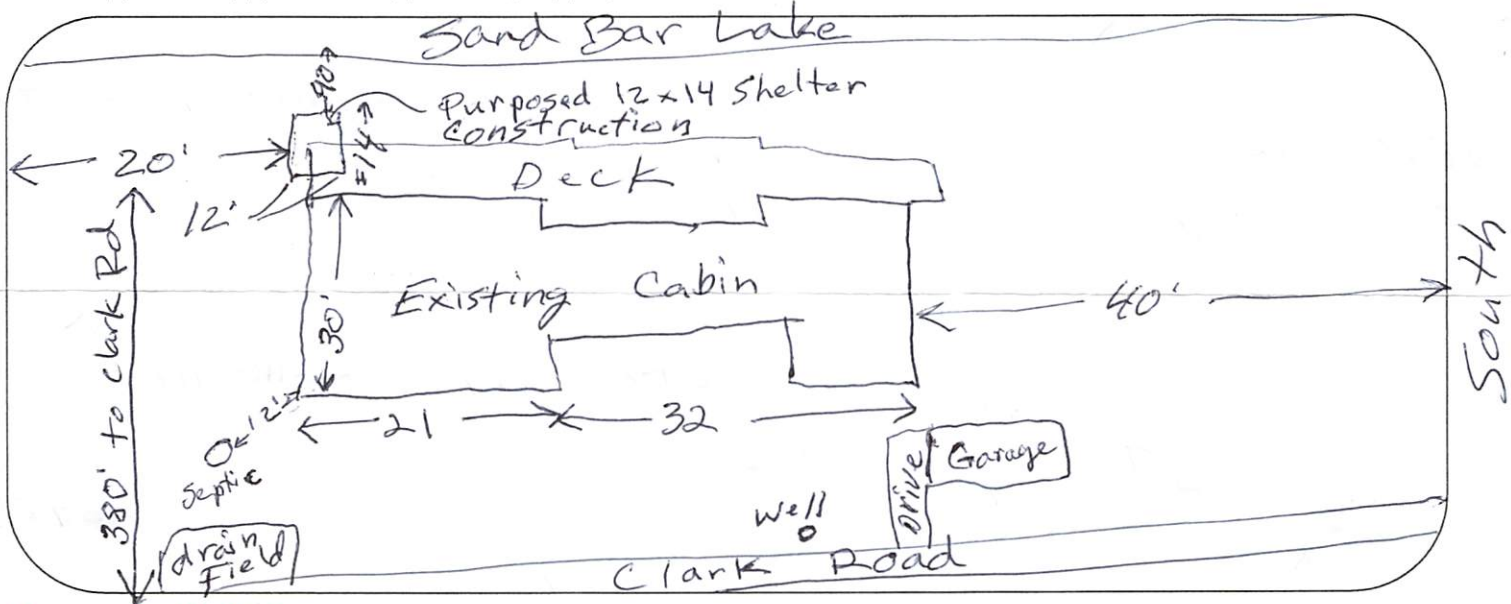 Sand Bar Lake
40'
Purposed 12x14 Shelter
Construction
20'
14'
Deck
12'
380' to Clark Rd
Existing Cabin
30'
40'
South
12'
21
32
Septic
Garage
Drive
Well
drain
Field
Clark Road